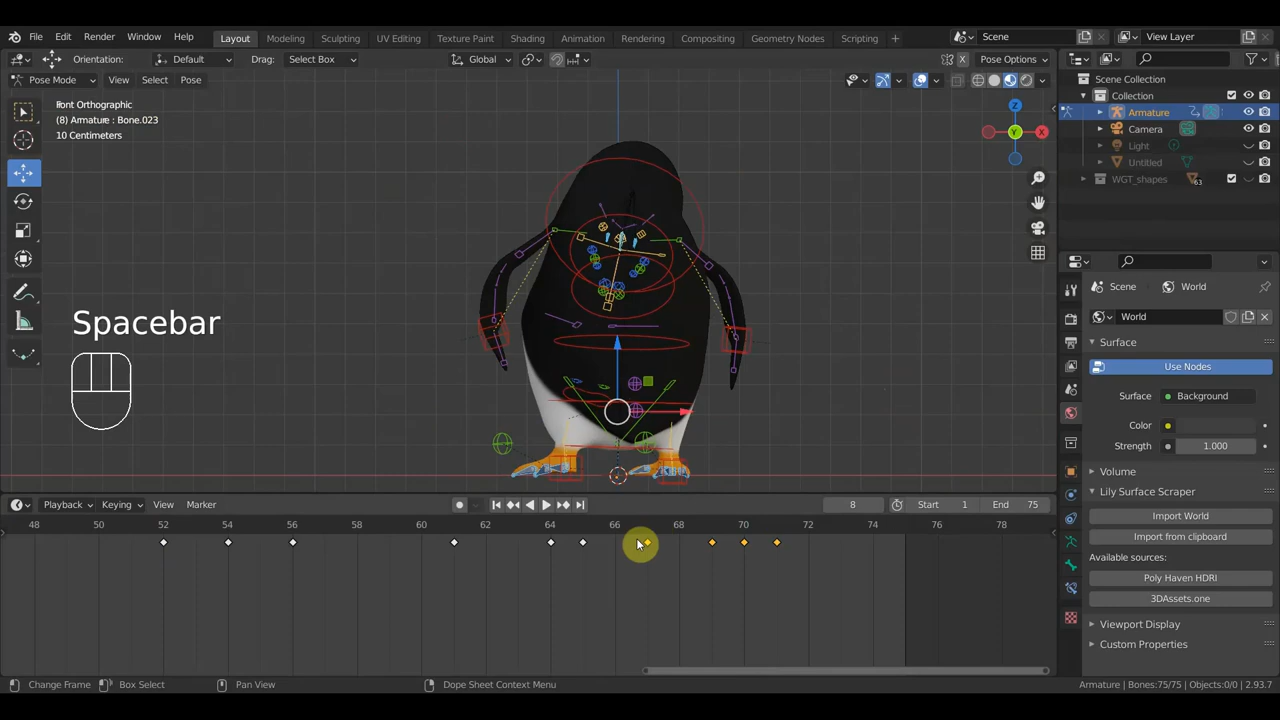 File Edit Render Window Help Layout Modeling Sculpting UV Editing Texture Paint Shading Animation Rendering Compositing Geometry Nodes Scripting + Scene View Layer
Orientation: Default Drag: Select Box Global Pose Options
Pose Mode View Select Pose
Scene Collection
Collection
Armature
Camera
Light
Untitled
WGT_shapes 63
Front Orthographic
(8) Armature : Bone.023
10 Centimeters
Z
Y
X
Spacebar
Scene World
World
Surface
Use Nodes
Surface Background
Color
Strength 1.000
Volume
Lily Surface Scraper
Import World
Import from clipboard
Available sources:
Poly Haven HDRI
3DAssets.one
Viewport Display
Custom Properties
Playback Keying View Marker 8 Start 1 End 75
48 50 52 54 56 58 60 62 64 66 68 70 72 74 76 78
Change Frame Box Select Pan View Dope Sheet Context Menu Armature | Bones:75/75 | Objects:0/0 | 2.93.7